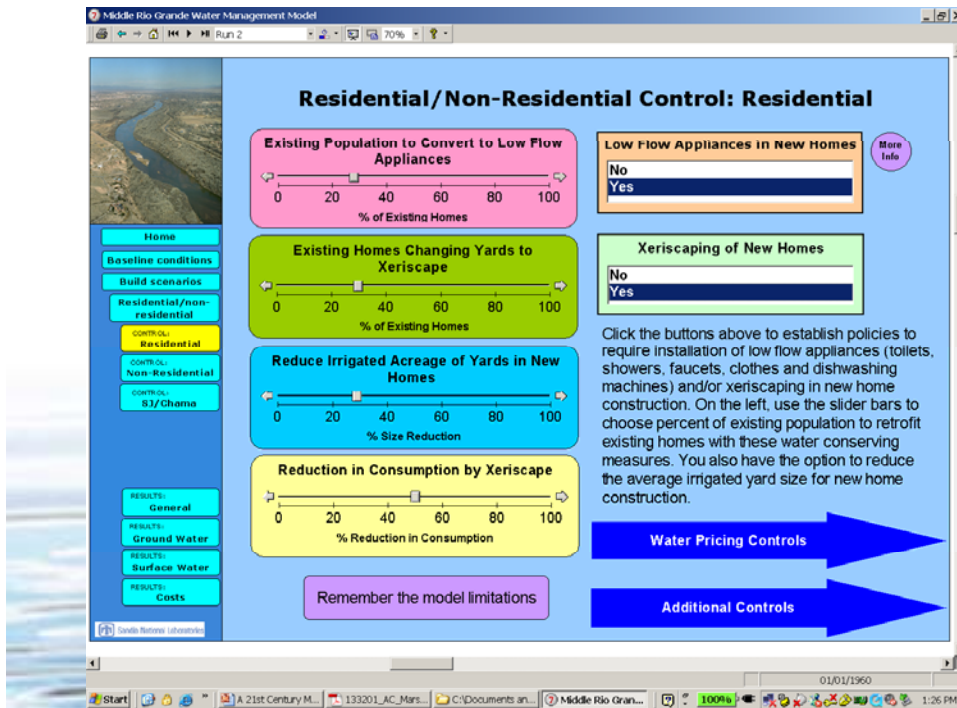 Middle Rio Grande Water Management Model
Run 2
70%
Residential/Non-Residential Control: Residential
Existing Population to Convert to Low Flow
Appliances
0 20 40 60 80 100
% of Existing Homes
Existing Homes Changing Yards to
Xeriscape
0 20 40 60 80 100
% of Existing Homes
Reduce Irrigated Acreage of Yards in New
Homes
0 20 40 60 80 100
% Size Reduction
Reduction in Consumption by Xeriscape
0 20 40 60 80 100
% Reduction in Consumption
Remember the model limitations
Low Flow Appliances in New Homes
No
Yes
More
Info
Xeriscaping of New Homes
No
Yes
Click the buttons above to establish policies to
require installation of low flow appliances (toilets,
showers, faucets, clothes and dishwashing
machines) and/or xeriscaping in new home
construction. On the left, use the slider bars to
choose percent of existing population to retrofit
existing homes with these water conserving
measures. You also have the option to reduce
the average irrigated yard size for new home
construction.
Water Pricing Controls
Additional Controls
Home
Baseline conditions
Build scenarios
Residential/non-
residential
CONTROL:
Residential
CONTROL:
Non-Residential
CONTROL:
SJ/Chama
RESULTS:
General
RESULTS:
Ground Water
RESULTS:
Surface Water
RESULTS:
Costs
Sandia National Laboratories
01/01/1960
Start
A 21st Century M...
133201_AC_Mars...
C:\Documents an...
Middle Rio Gran...
100%
1:26 PM